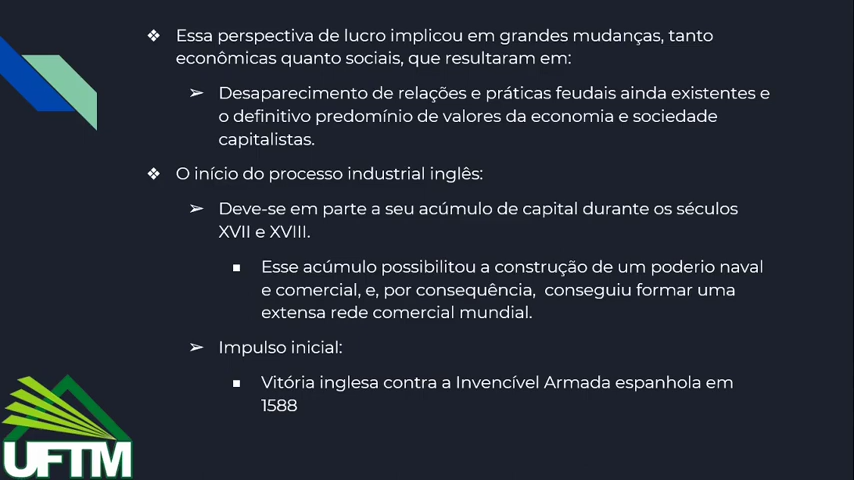 ❖ Essa perspectiva de lucro implicou em grandes mudanças, tanto
econômicas quanto sociais, que resultaram em:
➢ Desaparecimento de relações e práticas feudais ainda existentes e
o definitivo predomínio de valores da economia e sociedade
capitalistas.
❖ O início do processo industrial inglês:
➢ Deve-se em parte a seu acúmulo de capital durante os séculos
XVII e XVIII.
▪ Esse acúmulo possibilitou a construção de um poderio naval
e comercial, e, por consequência, conseguiu formar uma
extensa rede comercial mundial.
➢ Impulso inicial:
▪ Vitória inglesa contra a Invencível Armada espanhola em
1588
UFTM